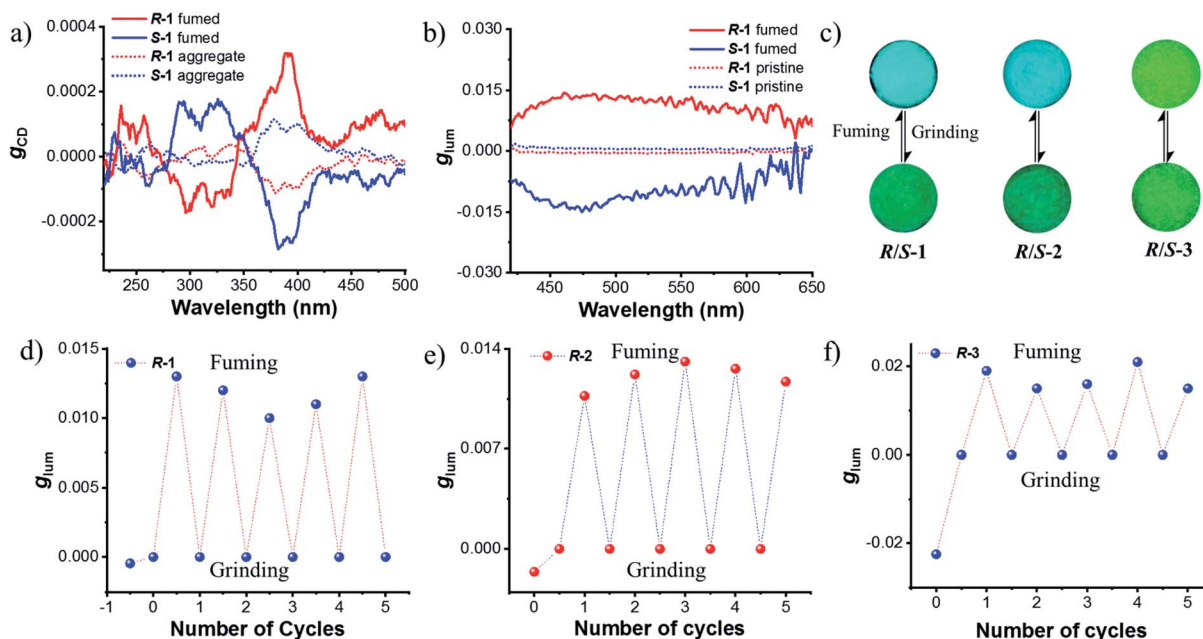 a)
R-1 fumed
S-1 fumed
R-1 aggregate
S-1 aggregate
0.0004
0.0002
0.0000
-0.0002
gCD
250 300 350 400 450 500
Wavelength (nm)
b)
R-1 fumed
S-1 fumed
R-1 pristine
S-1 pristine
0.030
0.015
0.000
-0.015
-0.030
glum
450 500 550 600 650
Wavelength (nm)
c)
Fuming Grinding
R/S-1 R/S-2 R/S-3
d)
R-1
Fuming
0.015
0.010
0.005
0.000
glum
Grinding
-1 0 1 2 3 4 5
Number of Cycles
e)
R-2
Fuming
0.014
0.007
0.000
glum
Grinding
0 1 2 3 4 5
Number of cycles
f)
R-3
Fuming
0.02
0.00
-0.02
glum
Grinding
0 1 2 3 4 5
Number of cycles